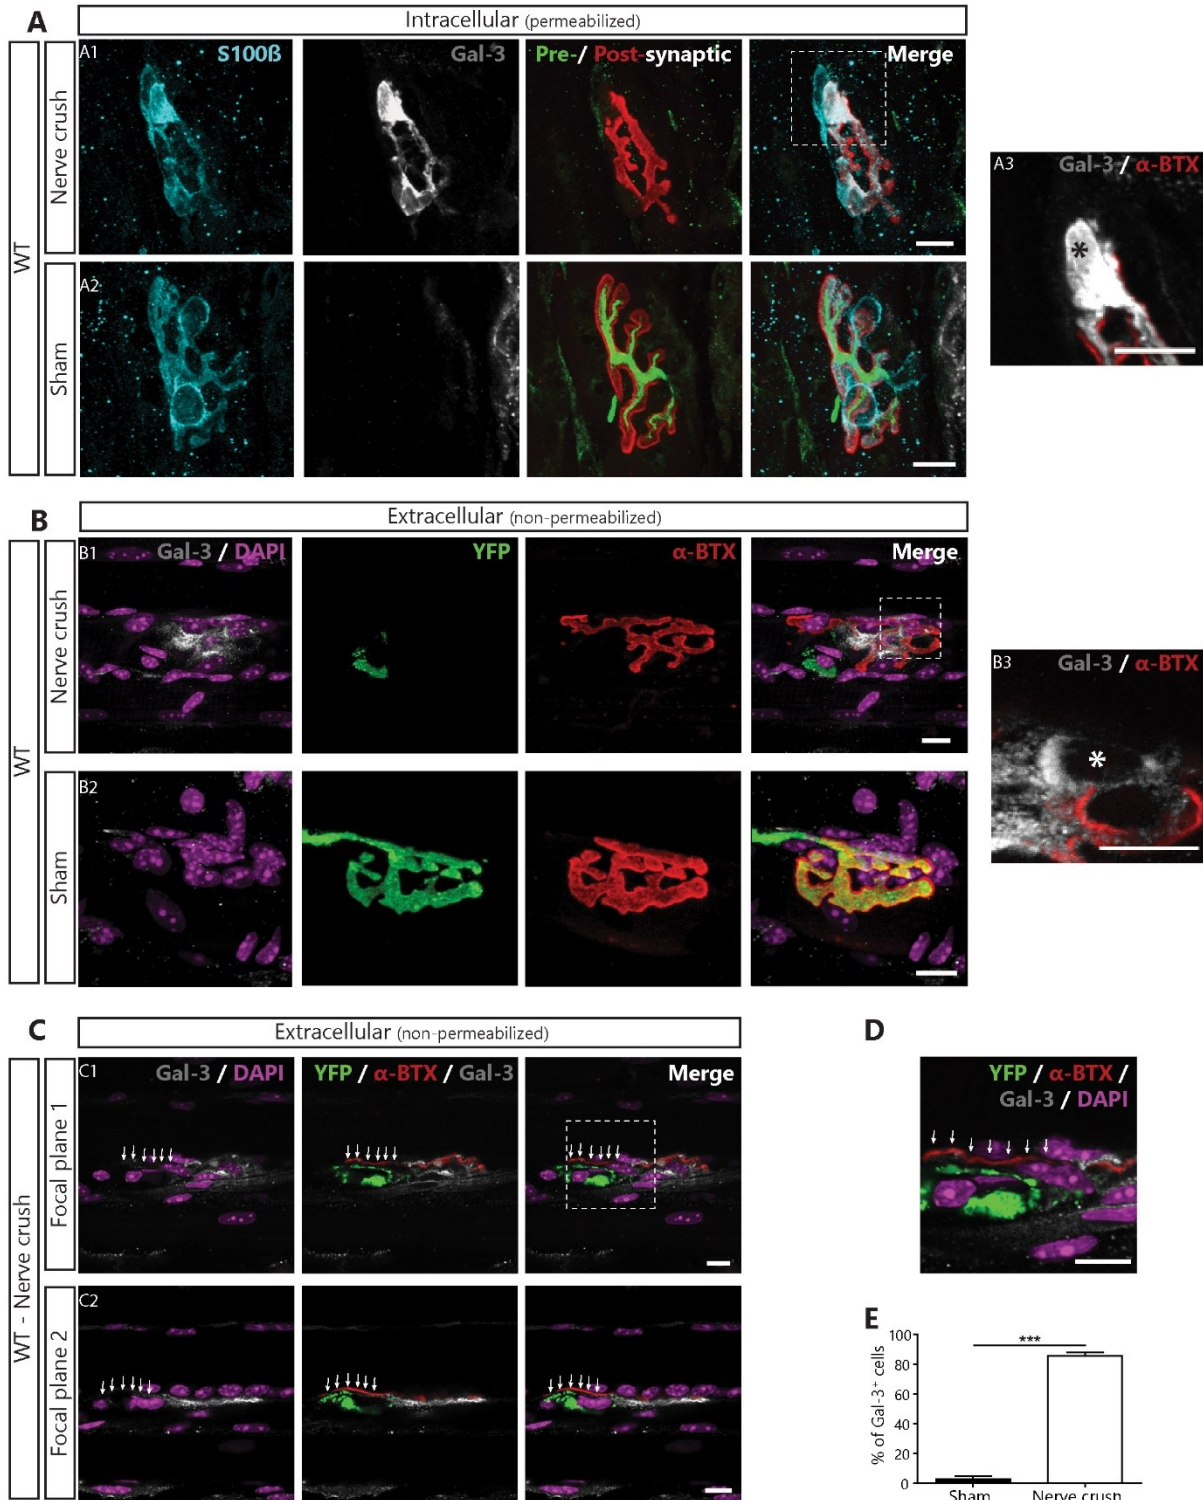 A
Intracellular (permeabilized)
WT
Nerve crush
A1
S100ß
Gal-3
Pre-/ Post-synaptic
Merge
A3
Gal-3 / α-BTX
*
Sham
A2
B
Extracellular (non-permeabilized)
WT
Nerve crush
B1
Gal-3 / DAPI
YFP
α-BTX
Merge
B3
Gal-3 / α-BTX
*
Sham
B2
C
Extracellular (non-permeabilized)
WT - Nerve crush
Focal plane 1
C1
Gal-3 / DAPI
YFP / α-BTX / Gal-3
Merge
Focal plane 2
C2
D
YFP / α-BTX /
Gal-3 / DAPI
E
% of Gal-3⁺ cells
100
80
60
40
20
0
***
Sham
Nerve crush